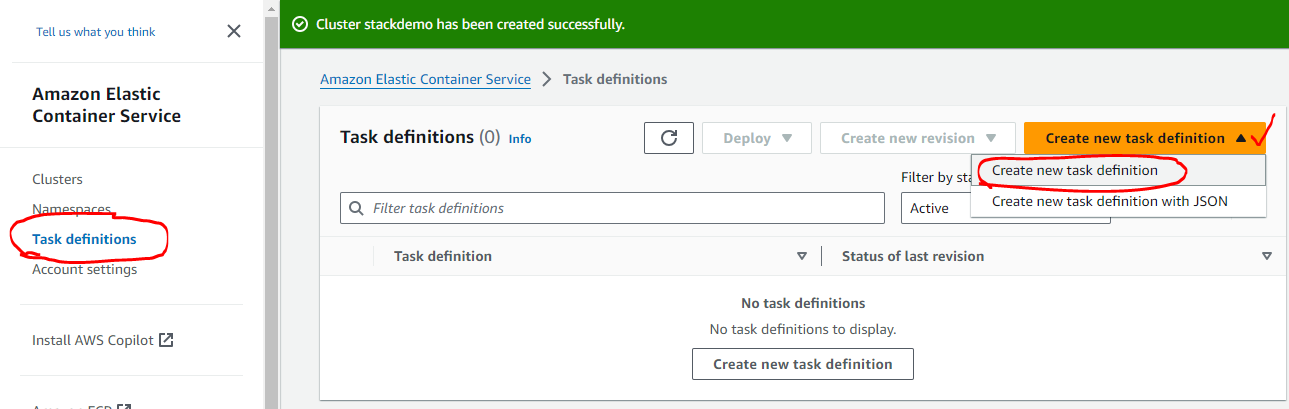 Tell us what you think
Amazon Elastic
Container Service
Clusters
Namespaces
Task definitions
Account settings
Install AWS Copilot
Cluster stackdemo has been created successfully.
Amazon Elastic Container Service > Task definitions
Task definitions (0) Info
Deploy
Create new revision
Create new task definition
Create new task definition
Create new task definition with JSON
Filter by
Filter task definitions
Active
Task definition
Status of last revision
No task definitions
No task definitions to display.
Create new task definition